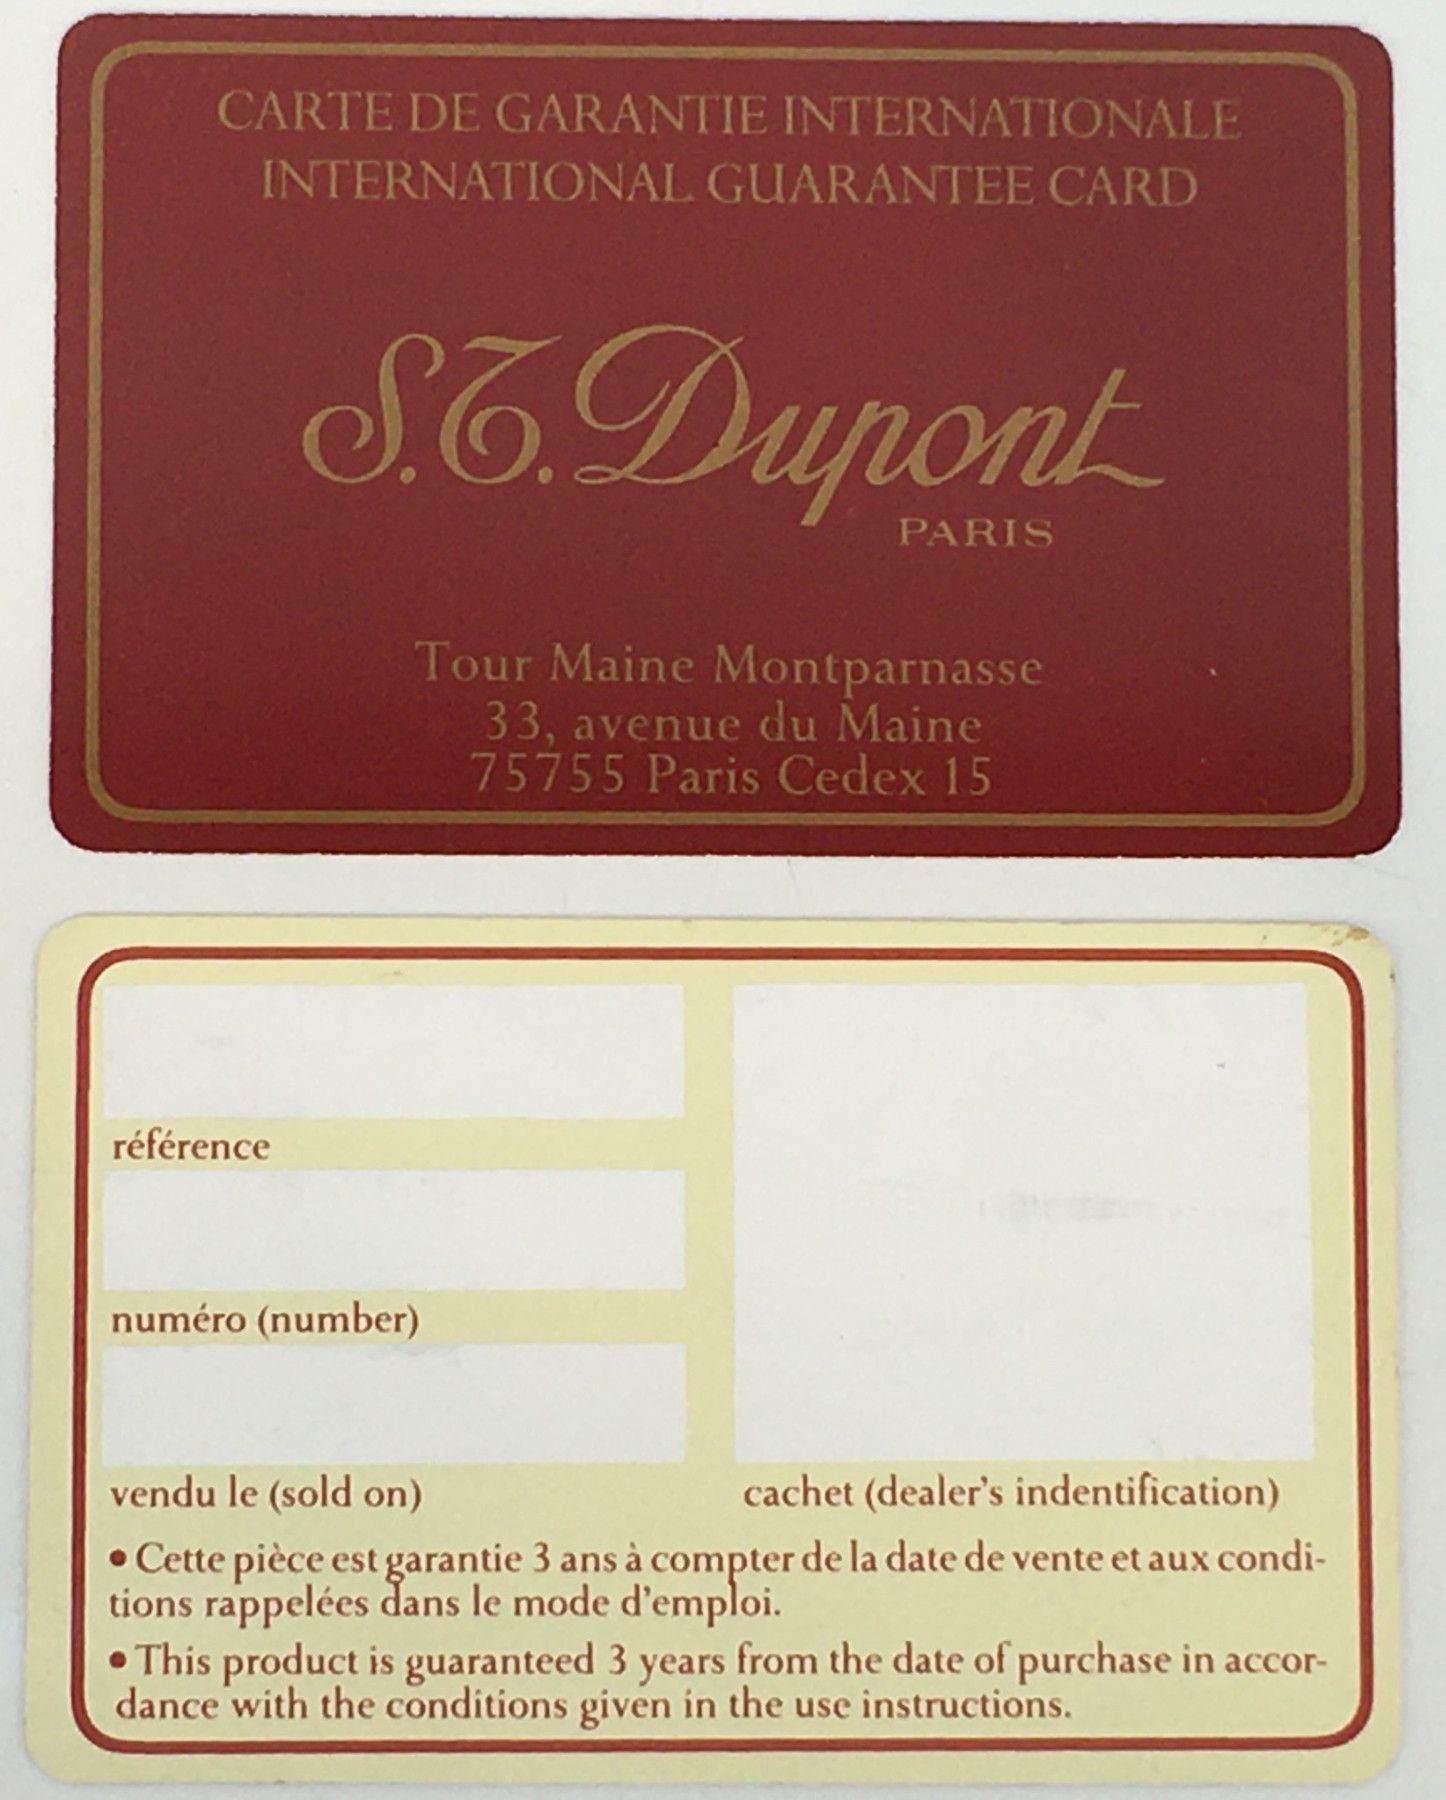 CARTE DE GARANTIE INTERNATIONALE
INTERNATIONAL GUARANTEE CARD
S.T. Dupont
PARIS
Tour Maine Montparnasse
33, avenue du Maine
75755 Paris Cedex 15
référence
numéro (number)
vendu le (sold on)
cachet (dealer's indentification)
• Cette pièce est garantie 3 ans à compter de la date de vente et aux condi-
tions rappelées dans le mode d'emploi.
• This product is guaranteed 3 years from the date of purchase in accor-
dance with the conditions given in the use instructions.